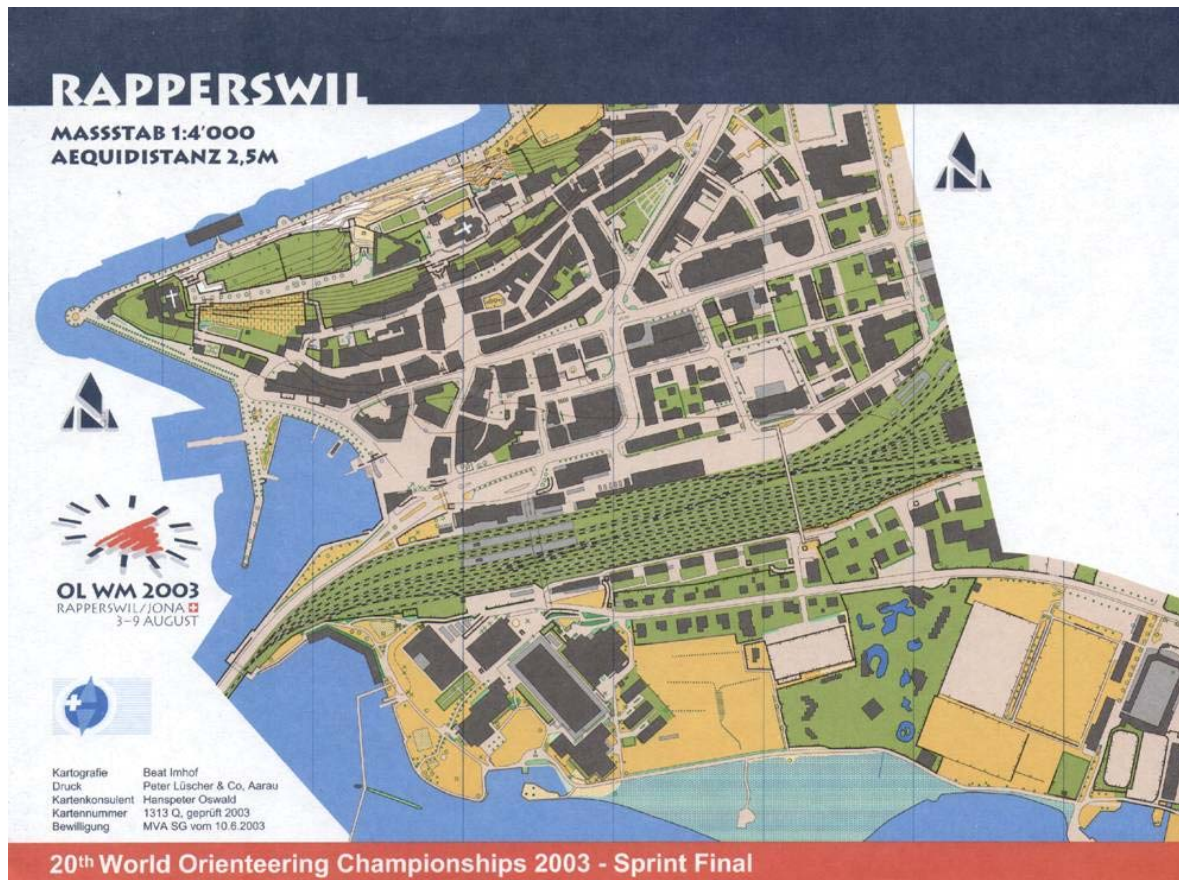 RAPPERSWIL
MASSSTAB 1:4'000
AEQUIDISTANZ 2,5M
N
N
OL WM 2003
RAPPERSWIL/JONA
3–9 AUGUST
Kartografie Beat Imhof
Druck Peter Lüscher & Co, Aarau
Kartenkonsulent Hanspeter Oswald
Kartennummer 1313 Q, geprüft 2003
Bewilligung MVA SG vom 10.6.2003
20th World Orienteering Championships 2003 - Sprint Final